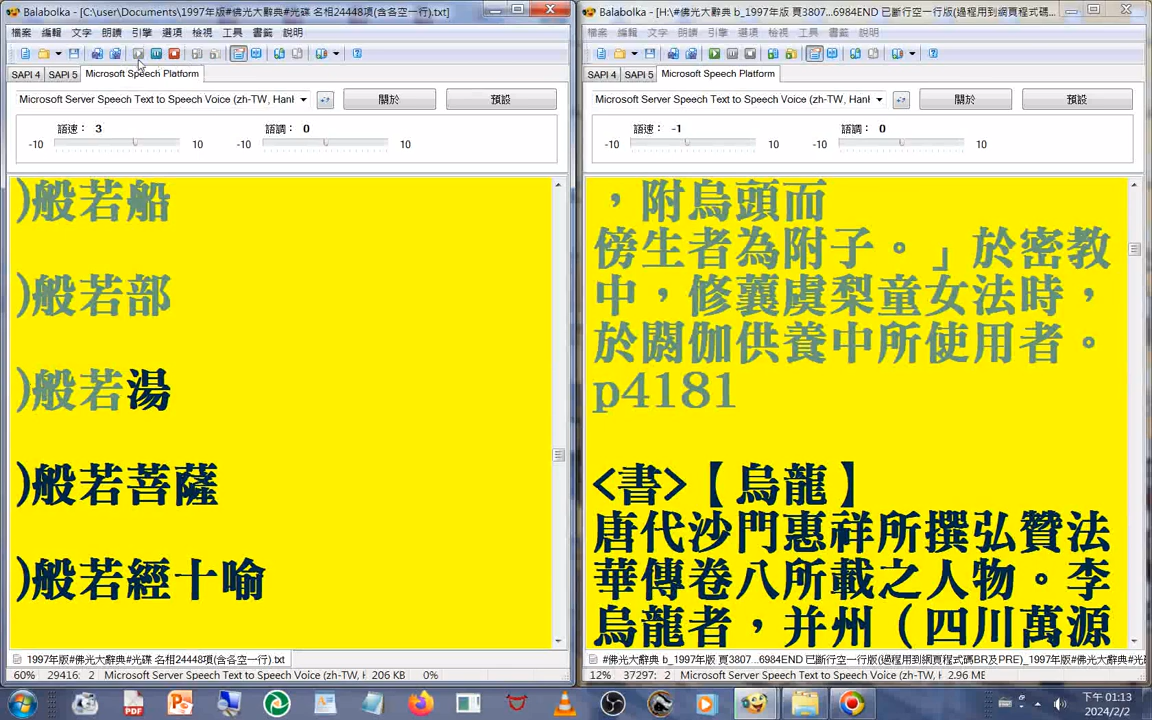 Balabolka - [C:\user\Documents\1997年版#佛光大辭典#光碟 名相24448項(含各空一行).txt]
檔案 編輯 文字 朗讀 引擎 選項 檢視 工具 書籤 説明
SAPI 4 SAPI 5 Microsoft Speech Platform
Microsoft Server Speech Text to Speech Voice (zh-TW, Hanl 關於 預設
語速： 3 語調： 0
-10 10 -10 10
)般若船
)般若部
)般若湯
)般若菩薩
)般若經十喻
1997年版#佛光大辭典#光碟 名相24448項(含各空一行).txt
60% 29416: 2 Microsoft Server Speech Text to Speech Voice (zh-TW, H 206 KB 0%
Balabolka - [H:\#佛光大辭典 b_1997年版 頁3807...6984END 已斷行空一行版(過程用到網頁程式碼...
檔案 編輯 文字 朗讀 引擎 選項 檢視 工具 書籤 説明
SAPI 4 SAPI 5 Microsoft Speech Platform
Microsoft Server Speech Text to Speech Voice (zh-TW, Hanl 關於 預設
語速： -1 語調： 0
-10 10 -10 10
，附烏頭而
傍生者為附子。」於密教
中，修蘘虞梨童女法時，
於閼伽供養中所使用者。
p4181
<書>【烏龍】
唐代沙門惠祥所撰弘贊法
華傳卷八所載之人物。李
烏龍者，并州（四川萬源
#佛光大辭典 b_1997年版 頁3807...6984END 已斷行空一行版(過程用到網頁程式碼BR及PRE)_1997年版#佛光
12% 37297: 2 Microsoft Server Speech Text to Speech Voice (zh-TW, H 2.96 ME
下午 01:13
2024/2/2